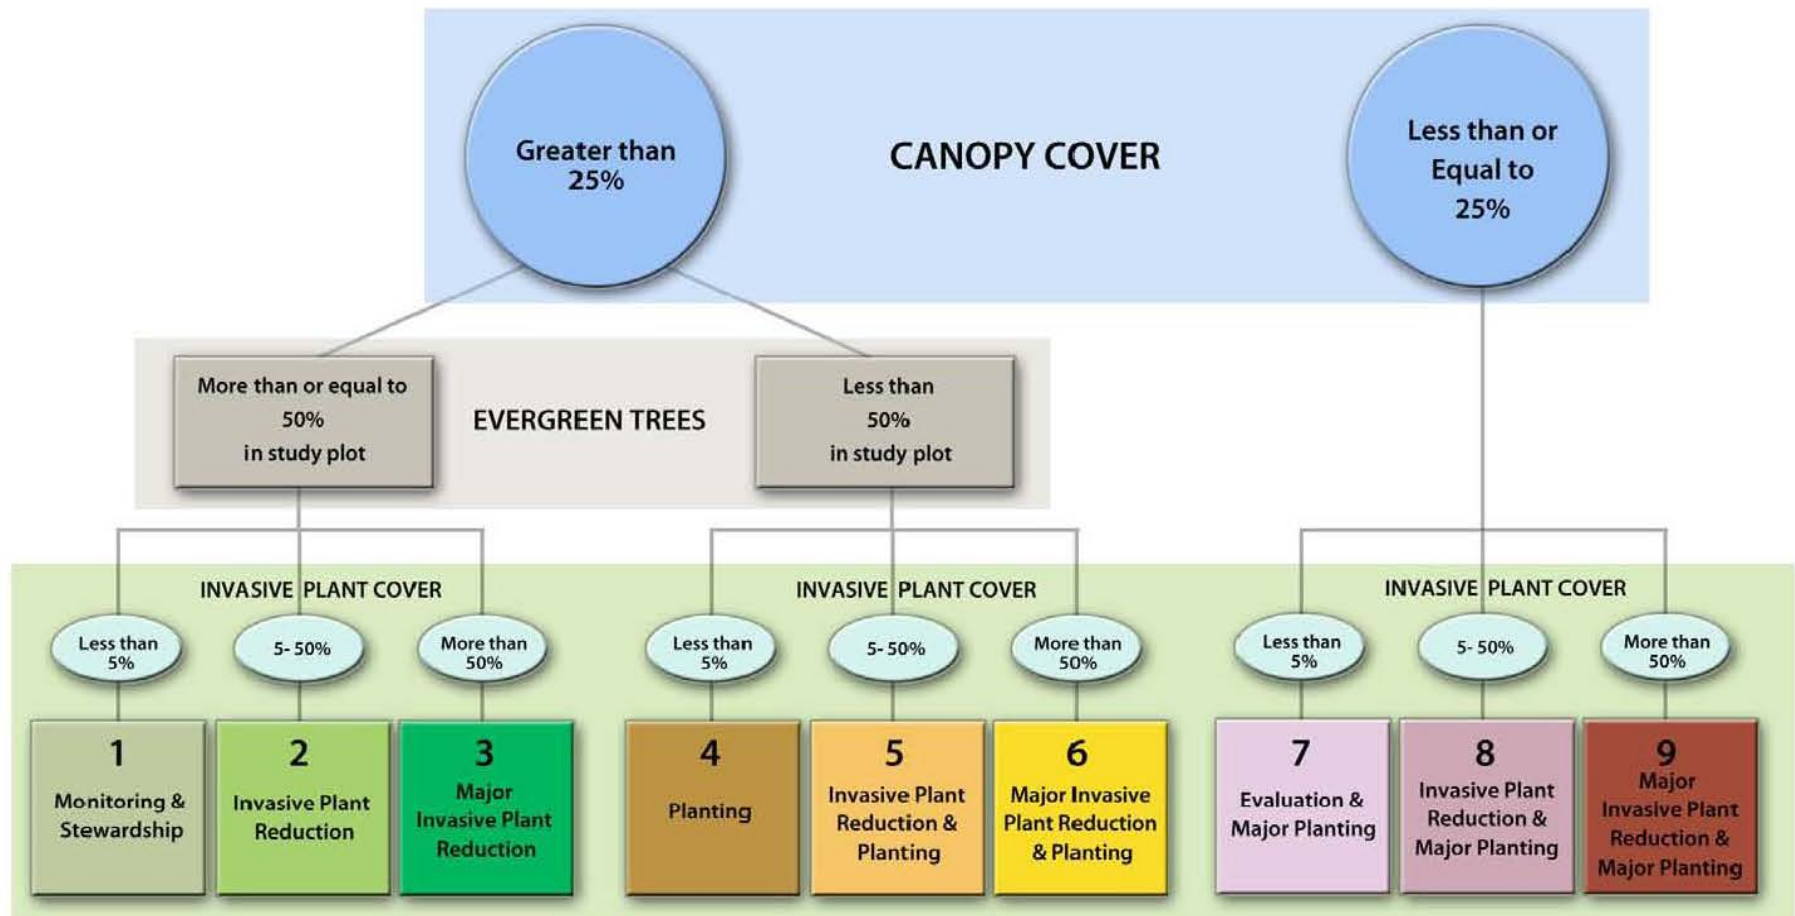 Greater than
25%
CANOPY COVER
Less than or
Equal to
25%
More than or equal to
50%
in study plot
EVERGREEN TREES
Less than
50%
in study plot
INVASIVE PLANT COVER
Less than
5%
5- 50%
More than
50%
INVASIVE PLANT COVER
Less than
5%
5- 50%
More than
50%
INVASIVE PLANT COVER
Less than
5%
5- 50%
More than
50%
1
Monitoring &
Stewardship
2
Invasive Plant
Reduction
3
Major
Invasive Plant
Reduction
4
Planting
5
Invasive Plant
Reduction &
Planting
6
Major Invasive
Plant Reduction
& Planting
7
Evaluation &
Major Planting
8
Invasive Plant
Reduction &
Major Planting
9
Major
Invasive Plant
Reduction &
Major Planting